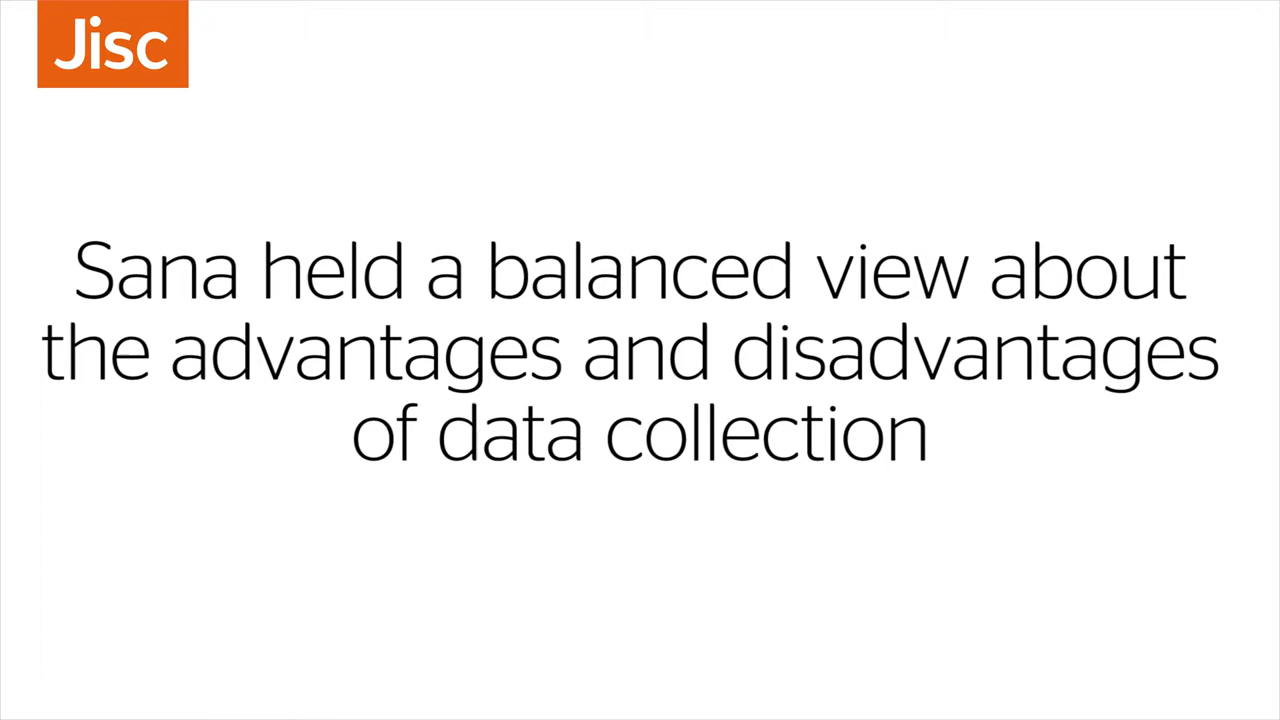 Jisc
Sana held a balanced view about
the advantages and disadvantages
of data collection